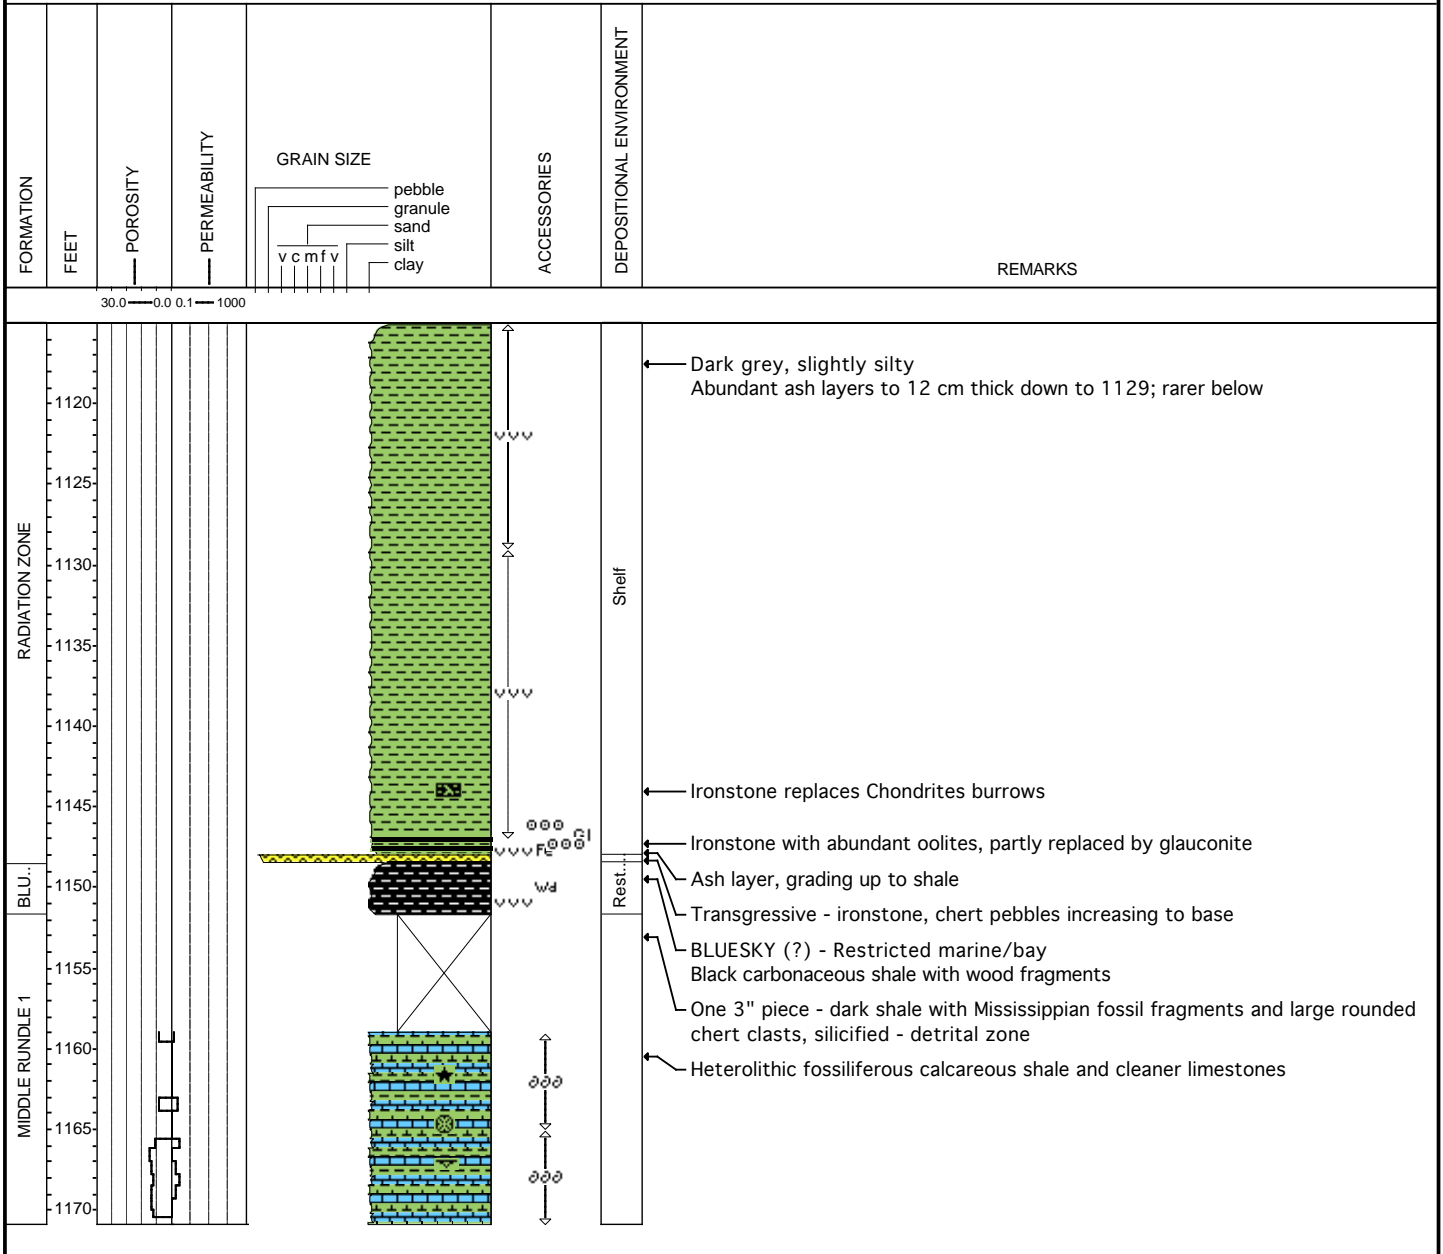 FORMATION
FEET
POROSITY
PERMEABILITY
GRAIN SIZE
pebble
granule
sand
silt
v c m f v
clay
ACCESSORIES
DEPOSITIONAL ENVIRONMENT
REMARKS
30.0 0.0 0.1 1000
RADIATION ZONE
BLU..
MIDDLE RUNDLE 1
1120
1125
1130
1135
1140
1145
1150
1155
1160
1165
1170
Fe
Gl
Wd
Shelf
Rest....
Dark grey, slightly silty
Abundant ash layers to 12 cm thick down to 1129; rarer below
Ironstone replaces Chondrites burrows
Ironstone with abundant oolites, partly replaced by glauconite
Ash layer, grading up to shale
Transgressive - ironstone, chert pebbles increasing to base
BLUESKY (?) - Restricted marine/bay
Black carbonaceous shale with wood fragments
One 3" piece - dark shale with Mississippian fossil fragments and large rounded
chert clasts, silicified - detrital zone
Heterolithic fossiliferous calcareous shale and cleaner limestones